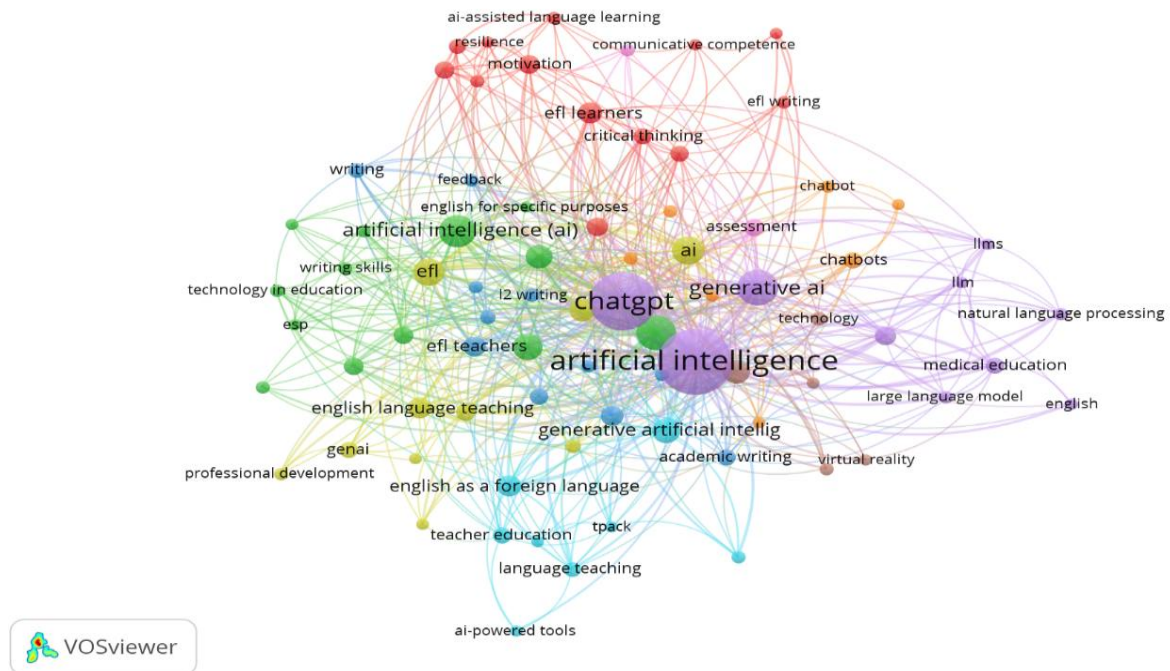 ai-assisted language learning
resilience
communicative competence
motivation
efl writing
efl learners
critical thinking
writing
feedback
chatbot
english for specific purposes
artificial intelligence (ai)
assessment
llms
ai
efl
writing skills
chatbots
technology in education
l2 writing
chatgpt
generative ai
llm
natural language processing
esp
technology
efl teachers
artificial intelligence
medical education
large language model
english
english language teaching
generative artificial intellig
genai
academic writing
virtual reality
professional development
english as a foreign language
tpack
teacher education
language teaching
ai-powered tools
VOSviewer